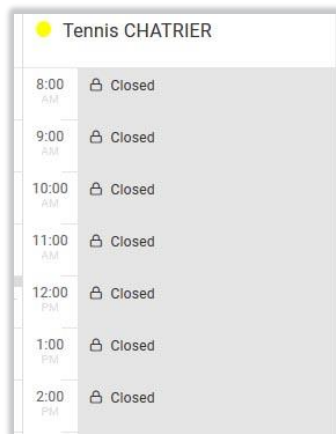 Tennis CHATRIER
8:00 Closed
AM
9:00 Closed
AM
10:00 Closed
AM
11:00 Closed
AM
12:00 Closed
PM
1:00 Closed
PM
2:00 Closed
PM